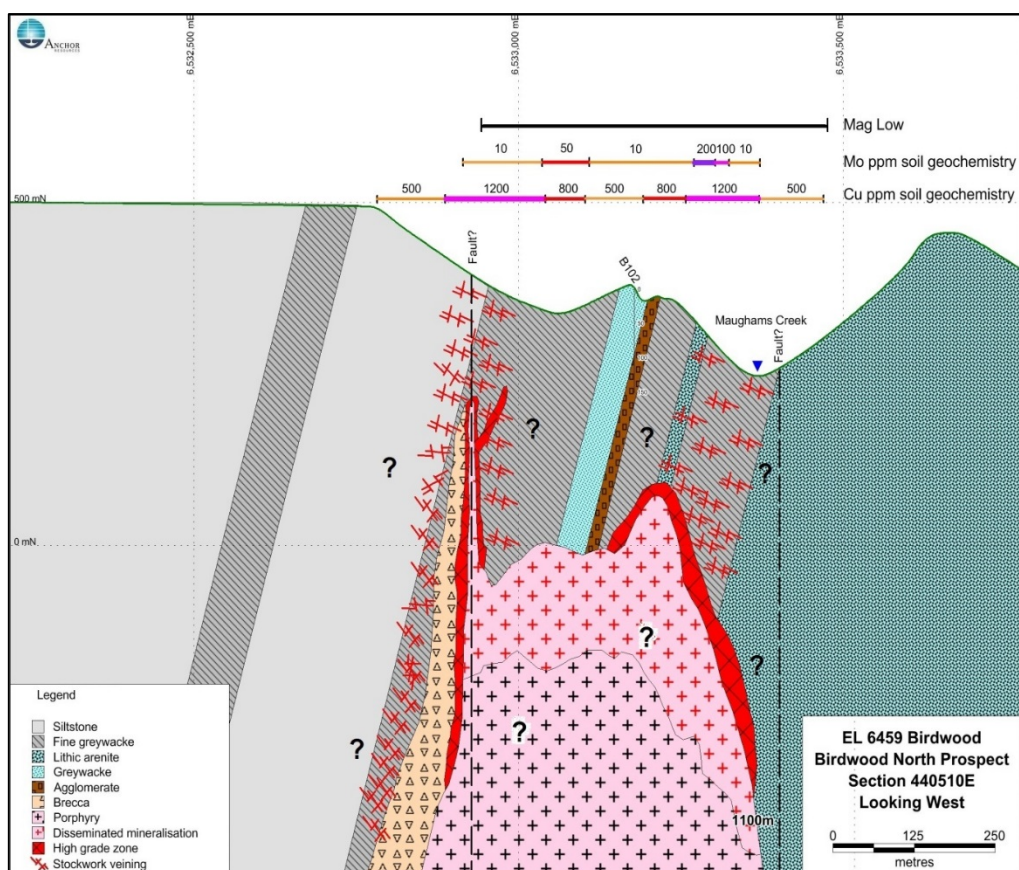 ANCHOR
RESOURCES
6,532,500 mE
6,533,000 mE
6,533,500 mE
Mag Low
10 50 10 200 100 10
Mo ppm soil geochemistry
500 1200 800 500 800 1200 500
Cu ppm soil geochemistry
500 mN
Fault?
B102
Maughams Creek
Fault?
?
?
?
?
0 mN
?
?
?
?
?
Legend
Siltstone
Fine greywacke
Lithic arenite
Greywacke
Agglomerate
Brecca
Porphyry
Disseminated mineralisation
High grade zone
Stockwork veining
1100m
EL 6459 Birdwood
Birdwood North Prospect
Section 440510E
Looking West
0 125 250
metres